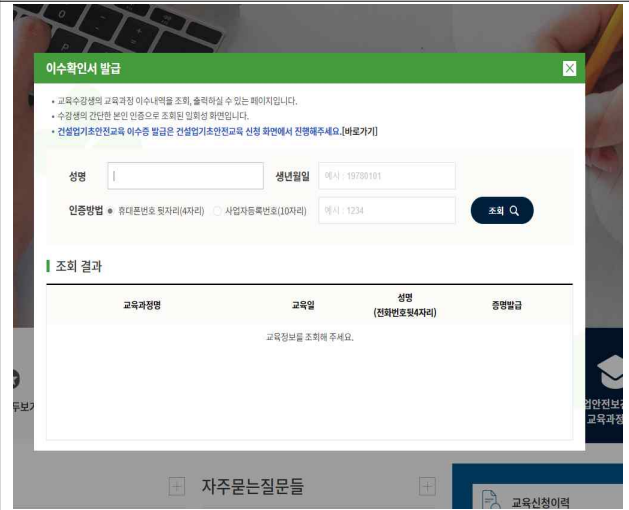 이수확인서 발급
• 교육수강생의 교육과정 이수내역을 조회, 출력하실 수 있는 페이지입니다.
• 수강생의 간단한 본인 인증으로 조회된 일회성 화면입니다.
• 건설업기초안전교육 이수증 발급은 건설업기초안전교육 신청 화면에서 진행해주세요.[바로가기]
성명 생년월일 예시 : 19780101
인증방법 휴대폰번호 뒷자리(4자리) 사업자등록번호(10자리) 예시 : 1234 조회
조회 결과
교육과정명 교육일 성명 (전화번호뒷4자리) 증명발급
교육정보를 조회해 주세요.
업안전보
교육과정
자주묻는질문들
교육신청이력